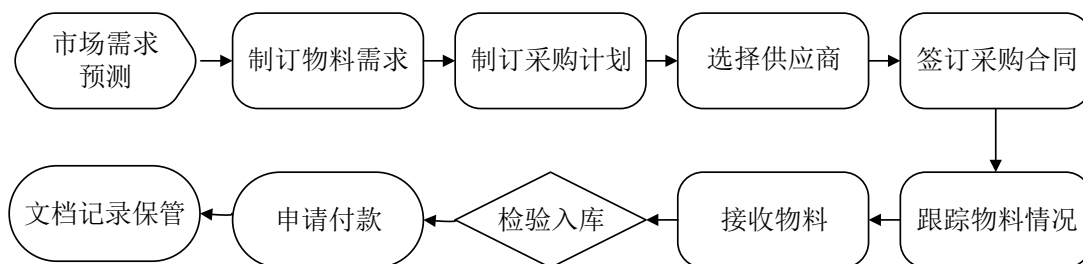 市场需求
预测
制订物料需求
制订采购计划
选择供应商
签订采购合同
跟踪物料情况
接收物料
检验入库
申请付款
文档记录保管